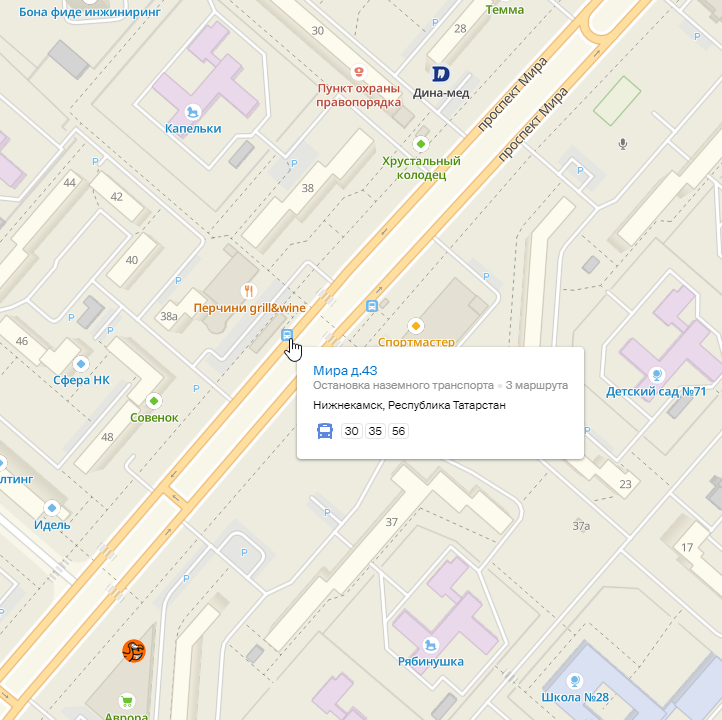 Бона фиде инжиниринг
Темма
30
28
Пункт охраны
правопорядка
Дина-мед
проспект Мира
проспект Мира
P
Капельки
Хрустальный
колодец
P
P
P
44
42
38
40
P
P
Перчини grill&wine
38а
P
46
Спортмастер
Сфера НК
Мира д.43
Остановка наземного транспорта • 3 маршрута
Нижнекамск, Республика Татарстан
30 35 56
Детский сад №71
Совенок
P
48
лтинг
23
P
Идель
37
37а
17
P
P
Рябинушка
Школа №28
Аврора